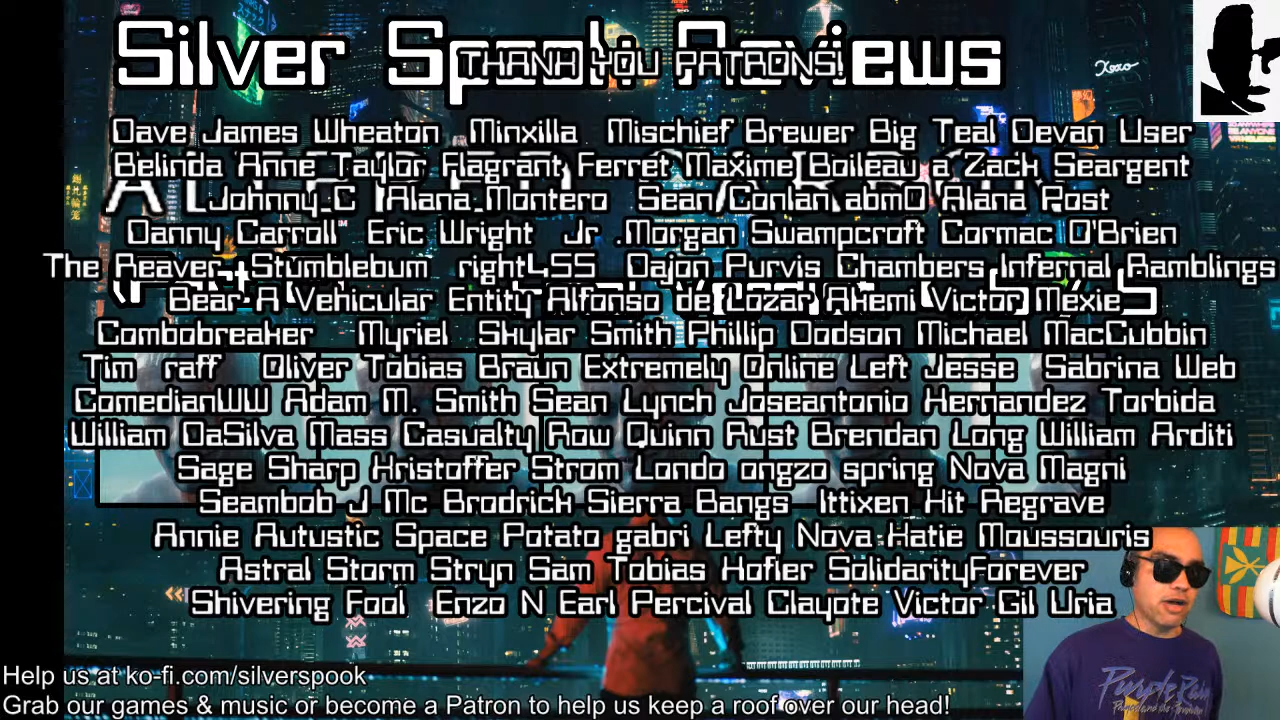 Silver Spook Reviews
THANK YOU PATRONS!
Dave James Wheaton Minxilla Mischief Brewer Big Teal Devan User
Belinda Anne Taylor Flagrant Ferret Maxime Boileau a Zack Seargent
Johnny_C Alana Montero Sean Conlan abm0 Alana Post
Danny Carroll™ Eric Wright Jr .Morgan Swampcroft Cormac O'Brien
The Reaver Stumblebum right455 Dajon Purvis Chambers Infernal Ramblings
Bear A Vehicular Entity Alfonso de Lozar Akemi Victor Mexie
Combobreaker Myriel Skylar Smith Phillip Dodson Michael MacCubbin
Tim raff Oliver Tobias Braun Extremely Online Left Jesse Sabrina Web
ComedianWW Adam M. Smith Sean Lynch Joseantonio Hernandez Torbida
William DaSilva Mass Casualty Row Quinn Rust Brendan Long William Arditi
Sage Sharp Kristoffer Strom Londo ongzo spring Nova Magni
Seambob J Mc Brodrick Sierra Bangs Ittixen Hit Regrave
Annie Autustic Space Potato gabri Lefty Nova Katie Moussouris
Astral Storm Stryn Sam Tobias Hofler SolidarityForever
Shivering Fool Enzo N Earl Percival Clayote Victor Gil Uria
Purple Rain
Help us at ko-fi.com/silverspook
Grab our games & music or become a Patron to help us keep a roof over our head!